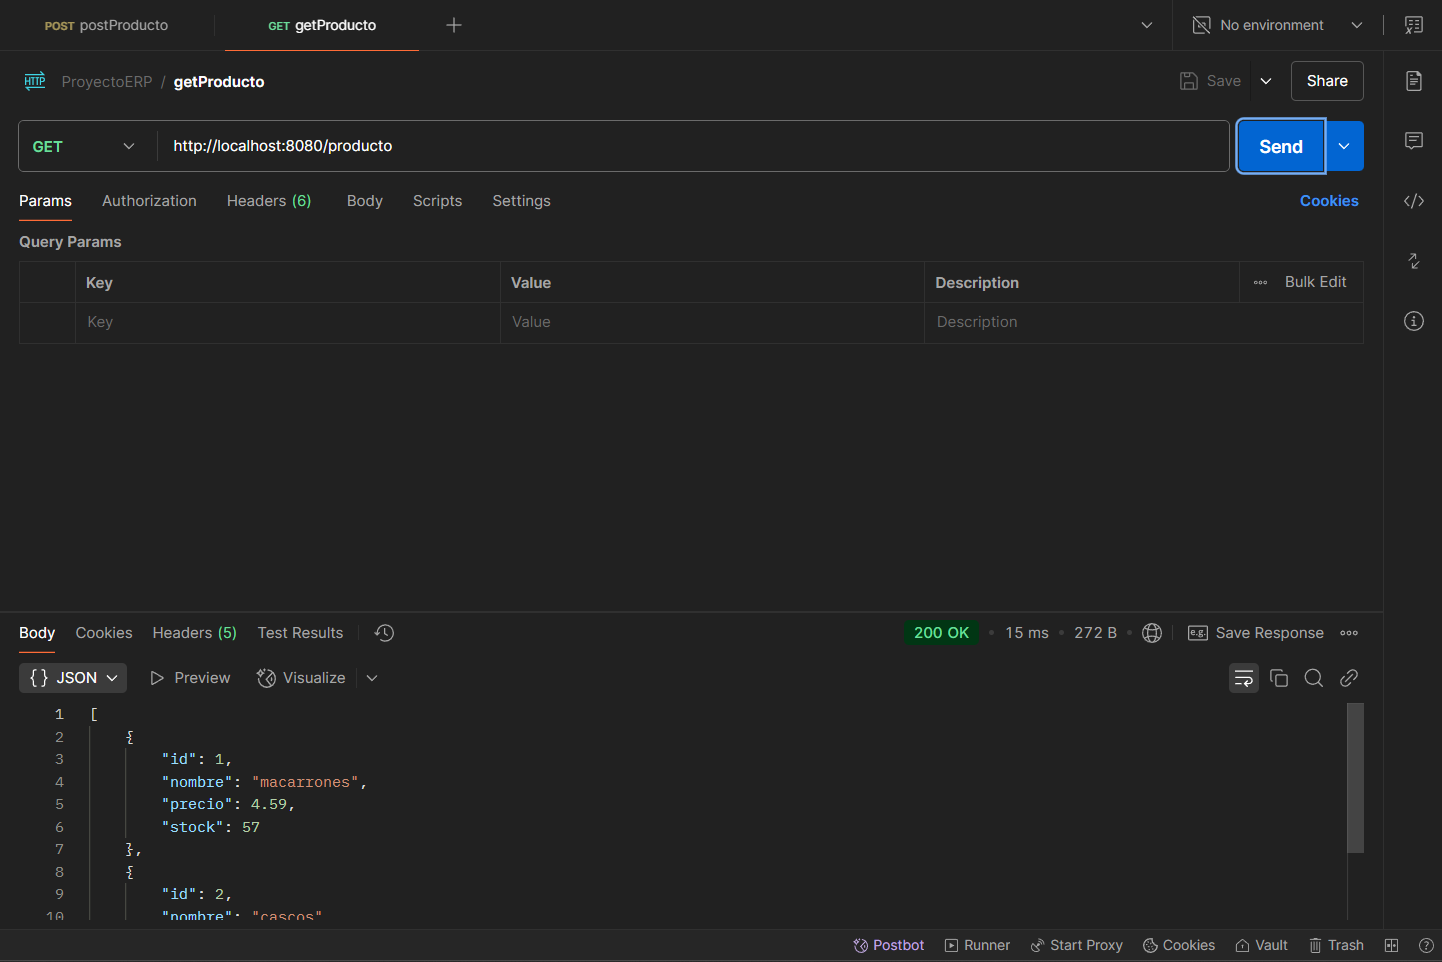 POST postProducto
GET getProducto
No environment
HTTP ProyectoERP / getProducto
Save
Share
GET http://localhost:8080/producto
Send
Params Authorization Headers (6) Body Scripts Settings
Cookies
Query Params
Key Value Description Bulk Edit
Key Value Description
Body Cookies Headers (5) Test Results
200 OK • 15 ms • 272 B •
e.g. Save Response
{} JSON Preview Visualize
1 [
2 {
3 "id": 1,
4 "nombre": "macarrones",
5 "precio": 4.59,
6 "stock": 57
7 },
8 {
9 "id": 2,
10 "nombre": "cascos"
Postbot Runner Start Proxy Cookies Vault Trash